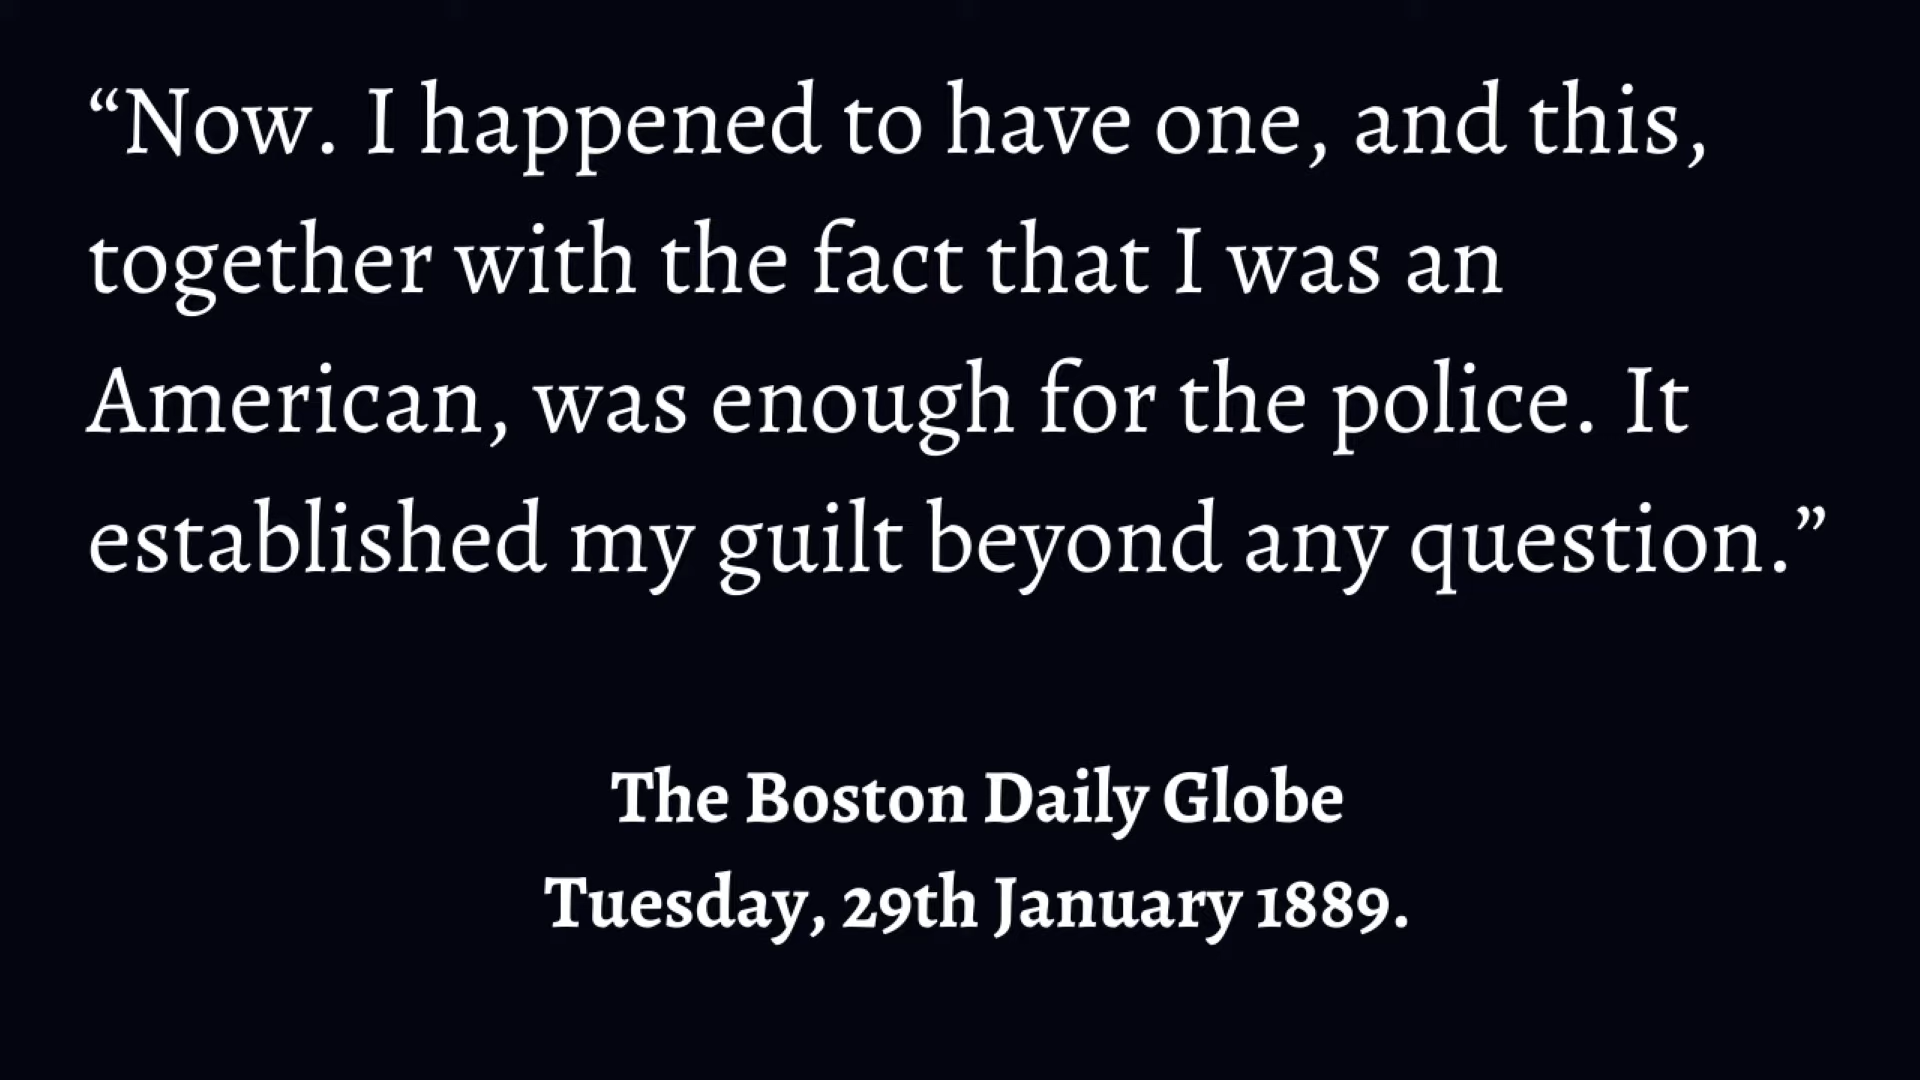 “Now. I happened to have one, and this,
together with the fact that I was an
American, was enough for the police. It
established my guilt beyond any question.”
The Boston Daily Globe
Tuesday, 29th January 1889.